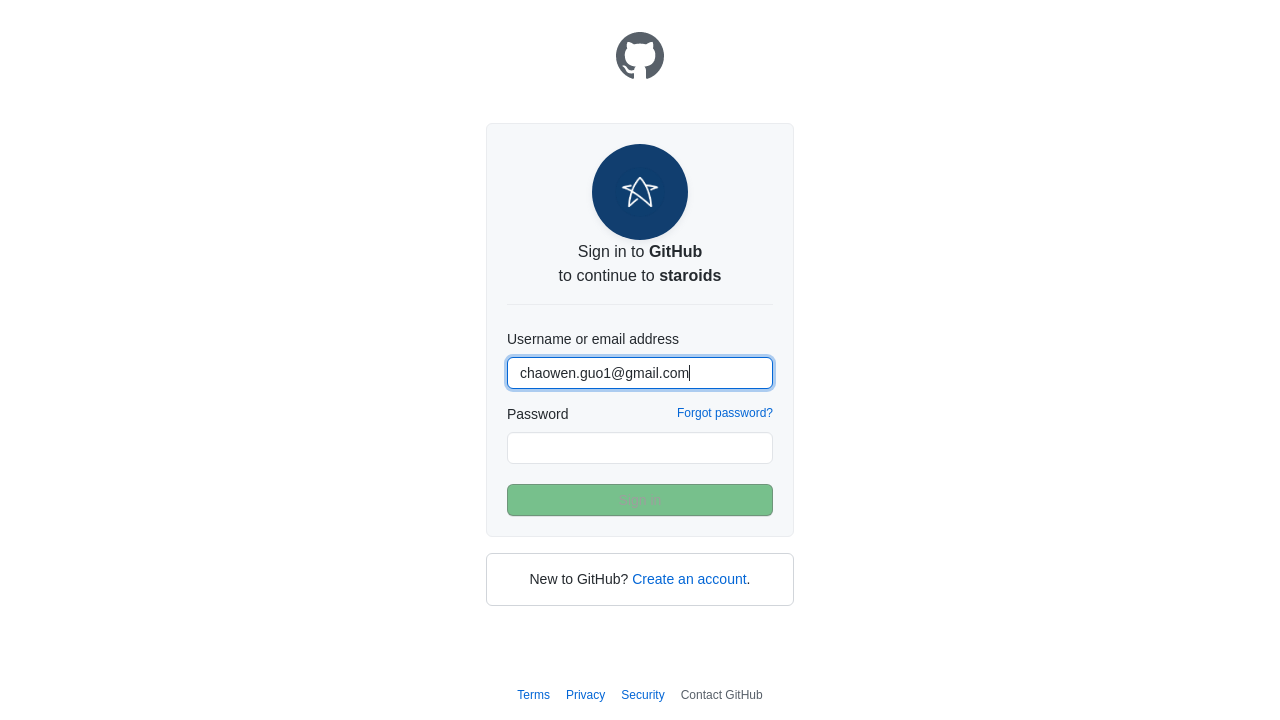 Sign in to GitHub
to continue to staroids
Username or email address
chaowen.guo1@gmail.com
Password
Forgot password?
Sign in
New to GitHub? Create an account.
Terms
Privacy
Security
Contact GitHub